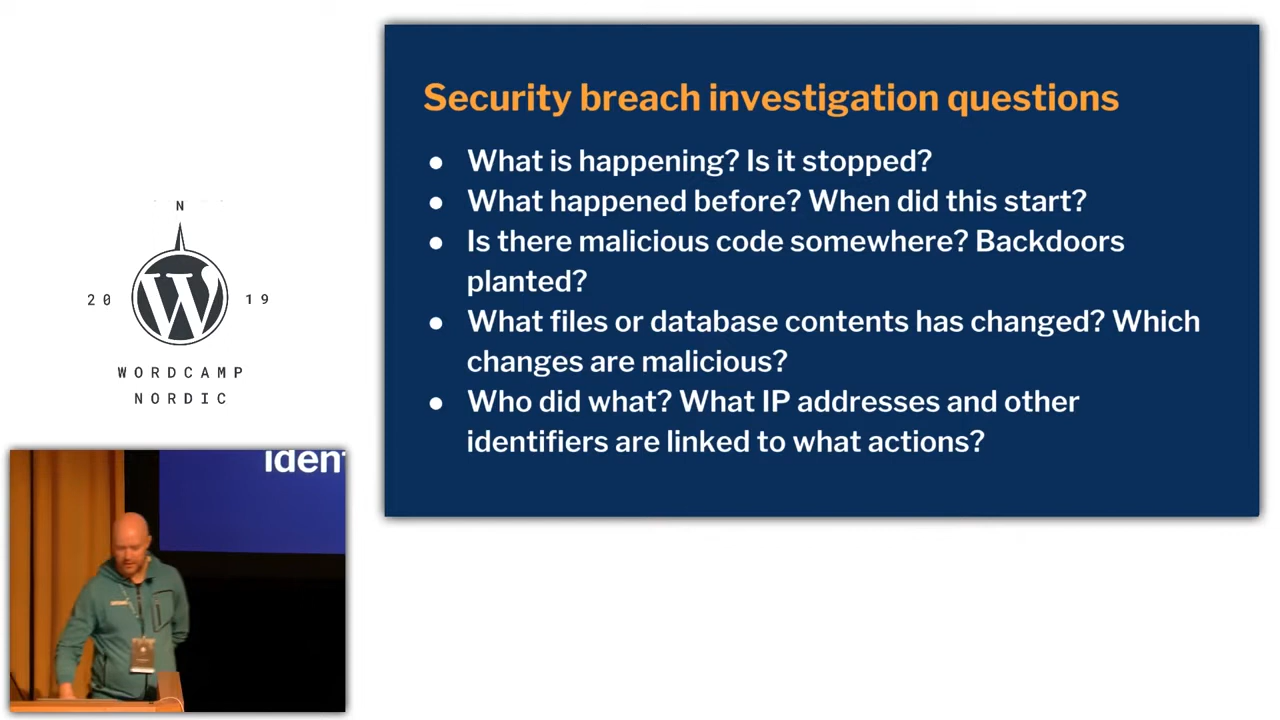 Security breach investigation questions
● What is happening? Is it stopped?
● What happened before? When did this start?
● Is there malicious code somewhere? Backdoors
planted?
● What files or database contents has changed? Which
changes are malicious?
● Who did what? What IP addresses and other
identifiers are linked to what actions?
N
20 19
W
WORDCAMP
NORDIC
iden